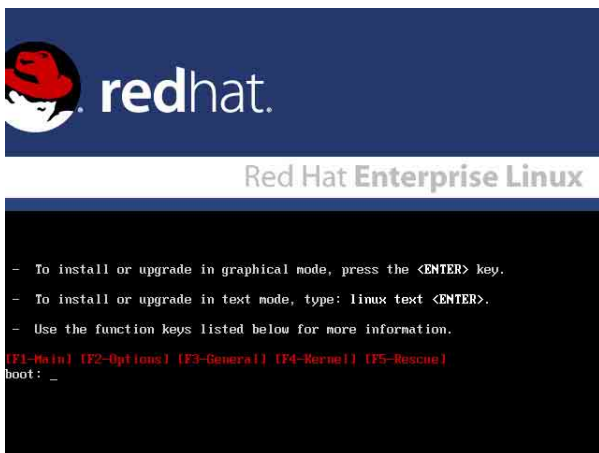 redhat.
Red Hat Enterprise Linux
- To install or upgrade in graphical mode, press the <ENTER> key.
- To install or upgrade in text mode, type: linux text <ENTER>.
- Use the function keys listed below for more information.
[F1-Main] [F2-Options] [F3-General] [F4-Kernel] [F5-Rescue]
boot: _